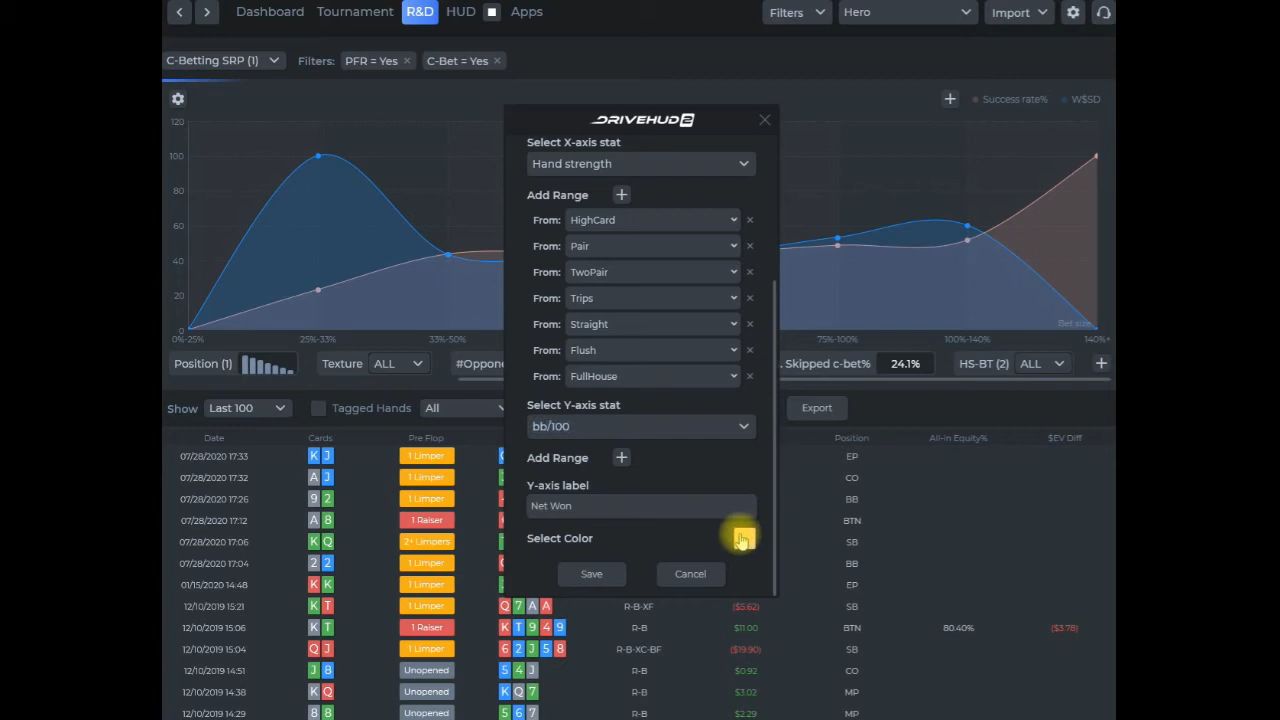 Dashboard Tournament R&D HUD Apps Filters Hero Import
C-Betting SRP (1) Filters: PFR = Yes × C-Bet = Yes ×
Success rate% W$SD
DRIVEHUD 2
Select X-axis stat
Hand strength
Add Range
From: HighCard
From: Pair
From: TwoPair
From: Trips
From: Straight
From: Flush
From: FullHouse
Select Y-axis stat
bb/100
Add Range
Y-axis label
Net Won
Select Color
Save Cancel
120
100
80
60
40
20
0
Bet size
0%-25% 25%-33% 33%-50% 75%-100% 100%-140% 140%+
Position (1) Texture ALL #Oppone . Skipped c-bet% 24.1% HS-BT (2) ALL
Show Last 100 Tagged Hands All Export
Date Cards Pre Flop Position All-in Equity% $EV Diff
07/28/2020 17:33 K J 1 Limper EP
07/28/2020 17:32 A J 1 Limper CO
07/28/2020 17:26 9 2 1 Limper BB
07/28/2020 17:12 A 8 1 Raiser BTN
07/28/2020 17:06 K Q 2+ Limpers SB
07/28/2020 17:04 2 2 1 Limper BB
01/15/2020 14:48 K K 1 Limper EP
12/10/2019 15:21 K T 1 Limper Q 7 A A R-B-XF ($5.62) SB
12/10/2019 15:06 K T 1 Raiser K T 9 4 9 R-B $11.00 BTN 80.40% ($3.78)
12/10/2019 15:04 Q J 1 Limper 6 2 J 5 8 R-B-XC-BF ($19.90) SB
12/10/2019 14:51 J 8 Unopened 5 4 J R-B $0.92 CO
12/10/2019 14:38 K Q Unopened K Q 7 R-B $3.02 MP
12/10/2019 14:29 8 8 Unopened 5 6 7 R-B $2.29 MP